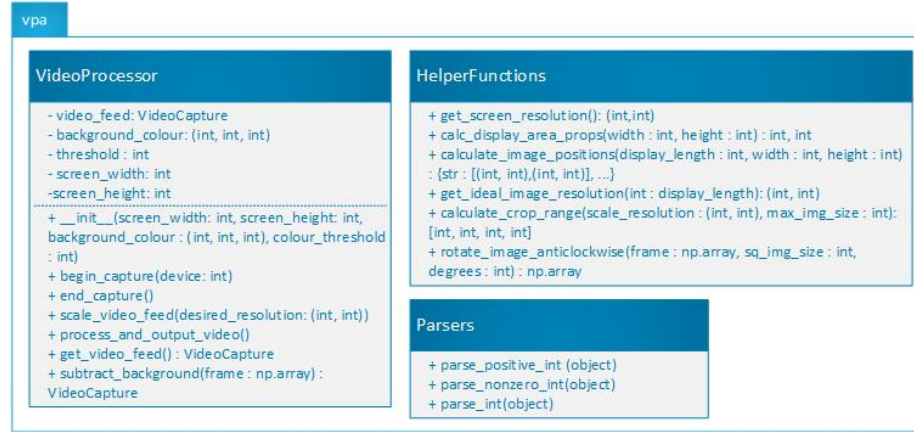 vpa
VideoProcessor
- video_feed: VideoCapture
- background_colour: (int, int, int)
- threshold : int
- screen_width: int
-screen_height: int
+ __init__(screen_width: int, screen_height: int,
background_colour : (int, int, int), colour_threshold
: int)
+ begin_capture(device: int)
+ end_capture()
+ scale_video_feed(desired_resolution: (int, int))
+ process_and_output_video()
+ get_video_feed() : VideoCapture
+ subtract_background(frame : np.array) :
VideoCapture
HelperFunctions
+ get_screen_resolution(): (int,int)
+ calc_display_area_props(width : int, height : int) : int, int
+ calculate_image_positions(display_length : int, width : int, height : int)
: {str : [(int, int),(int, int)], ...}
+ get_ideal_image_resolution(int : display_length): (int, int)
+ calculate_crop_range(scale_resolution : (int, int), max_img_size : int):
[int, int, int, int]
+ rotate_image_anticlockwise(frame : np.array, sq_img_size : int,
degrees : int) : np.array
Parsers
+ parse_positive_int (object)
+ parse_nonzero_int(object)
+ parse_int(object)